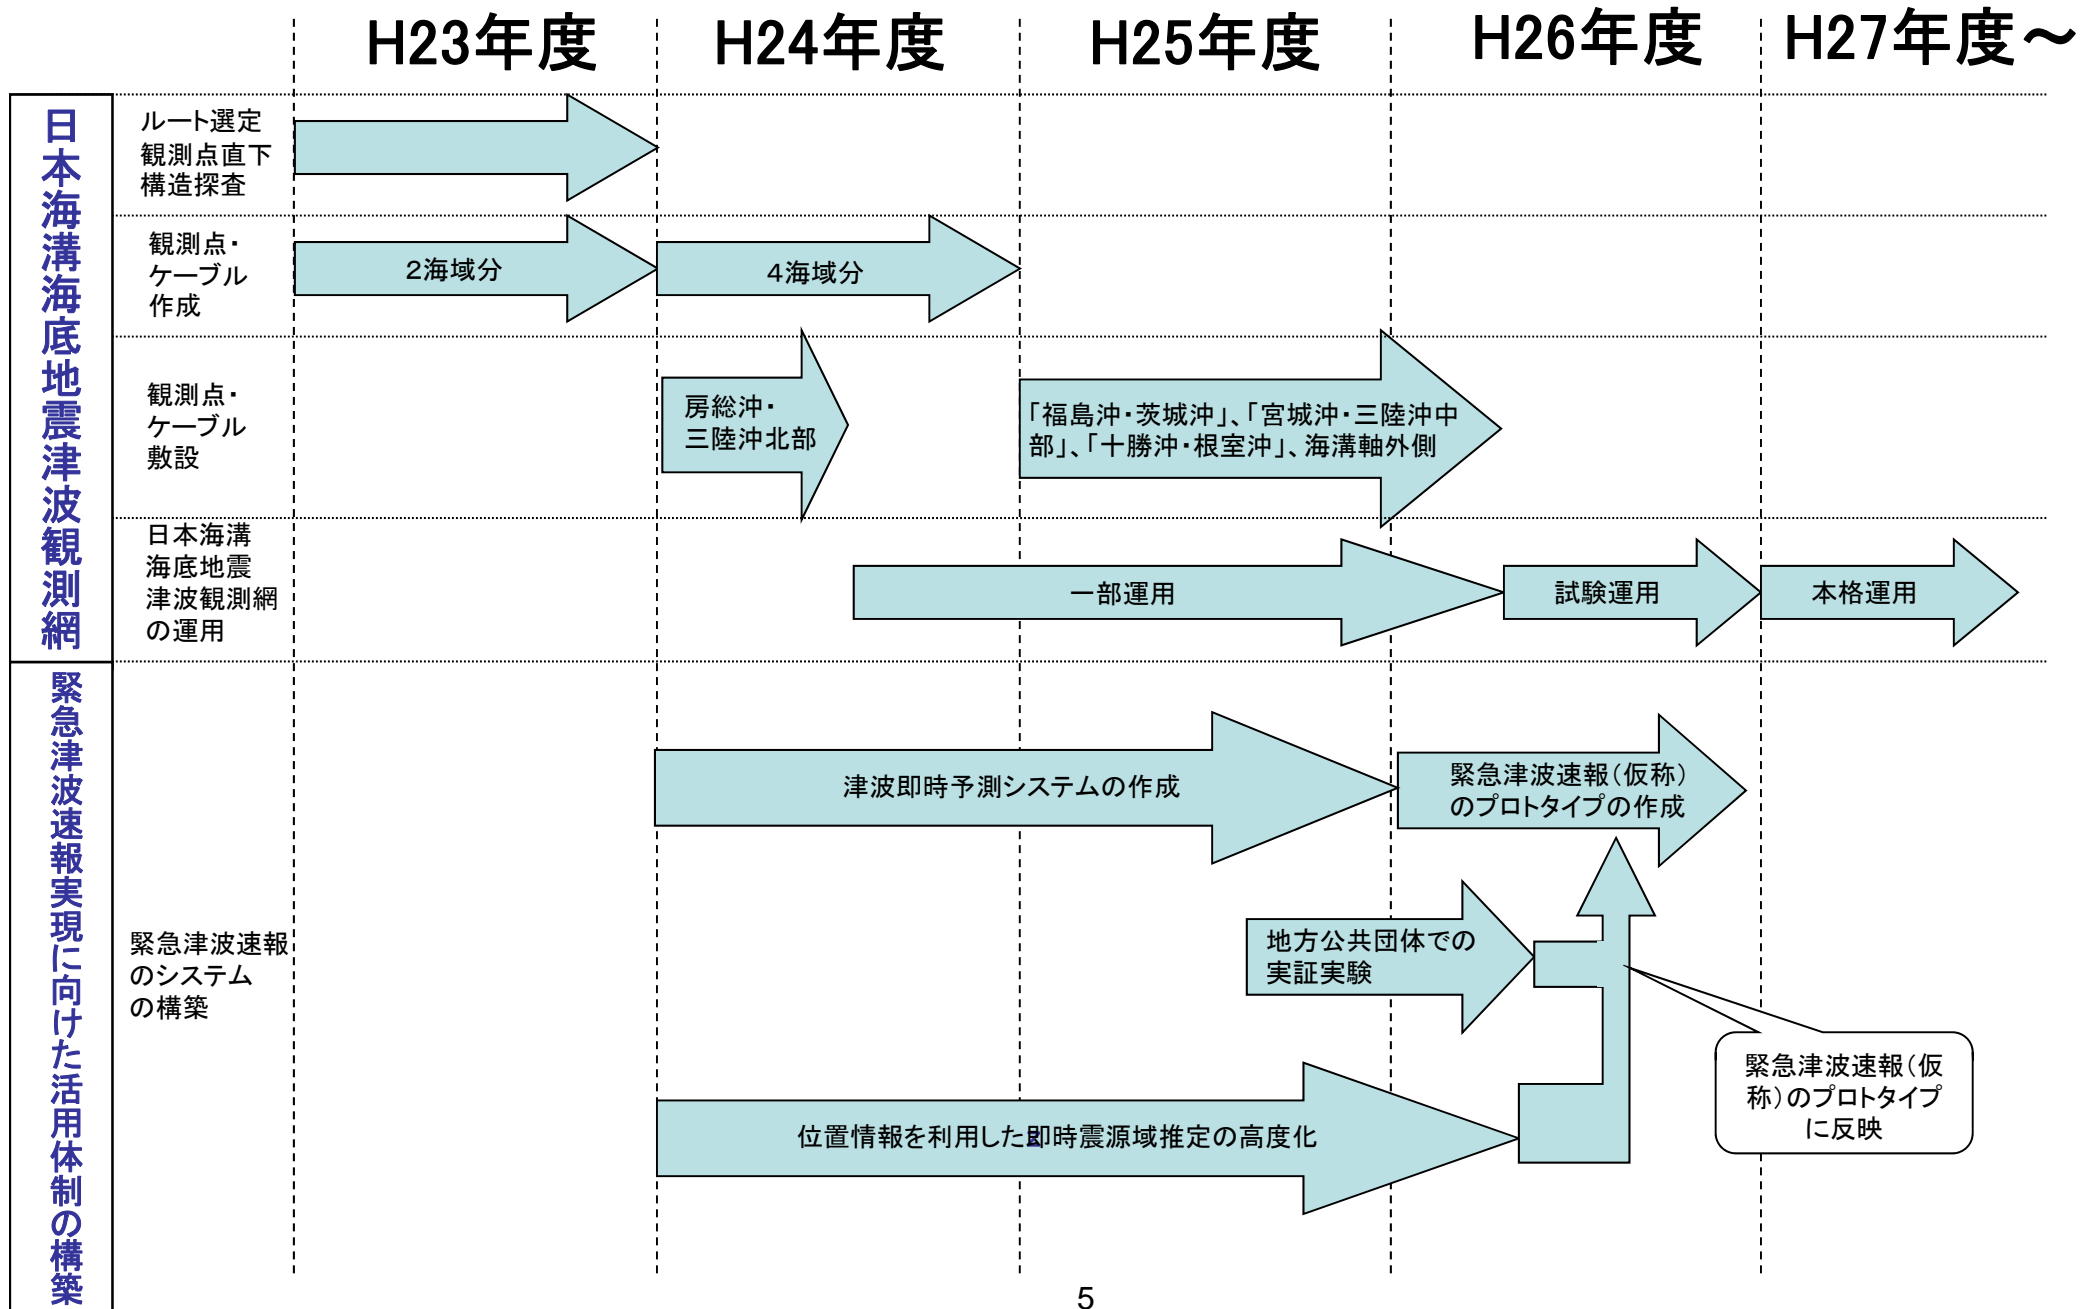 H23年度
H24年度
H25年度
H26年度
H27年度～
日本海溝海底地震津波観測網
ルート選定
観測点直下
構造探査
観測点・
ケーブル
作成
２海域分
４海域分
観測点・
ケーブル
敷設
房総沖・
三陸沖北部
「福島沖・茨城沖」、「宮城沖・三陸沖中
部」、「十勝沖・根室沖」、海溝軸外側
日本海溝
海底地震
津波観測網
の運用
一部運用
試験運用
本格運用
緊急津波速報実現に向けた活用体制の構築
緊急津波速報
のシステム
の構築
津波即時予測システムの作成
緊急津波速報（仮称）
のプロトタイプの作成
地方公共団体での
実証実験
位置情報を利用した即時震源域推定の高度化
緊急津波速報（仮
称）のプロトタイプ
に反映
5